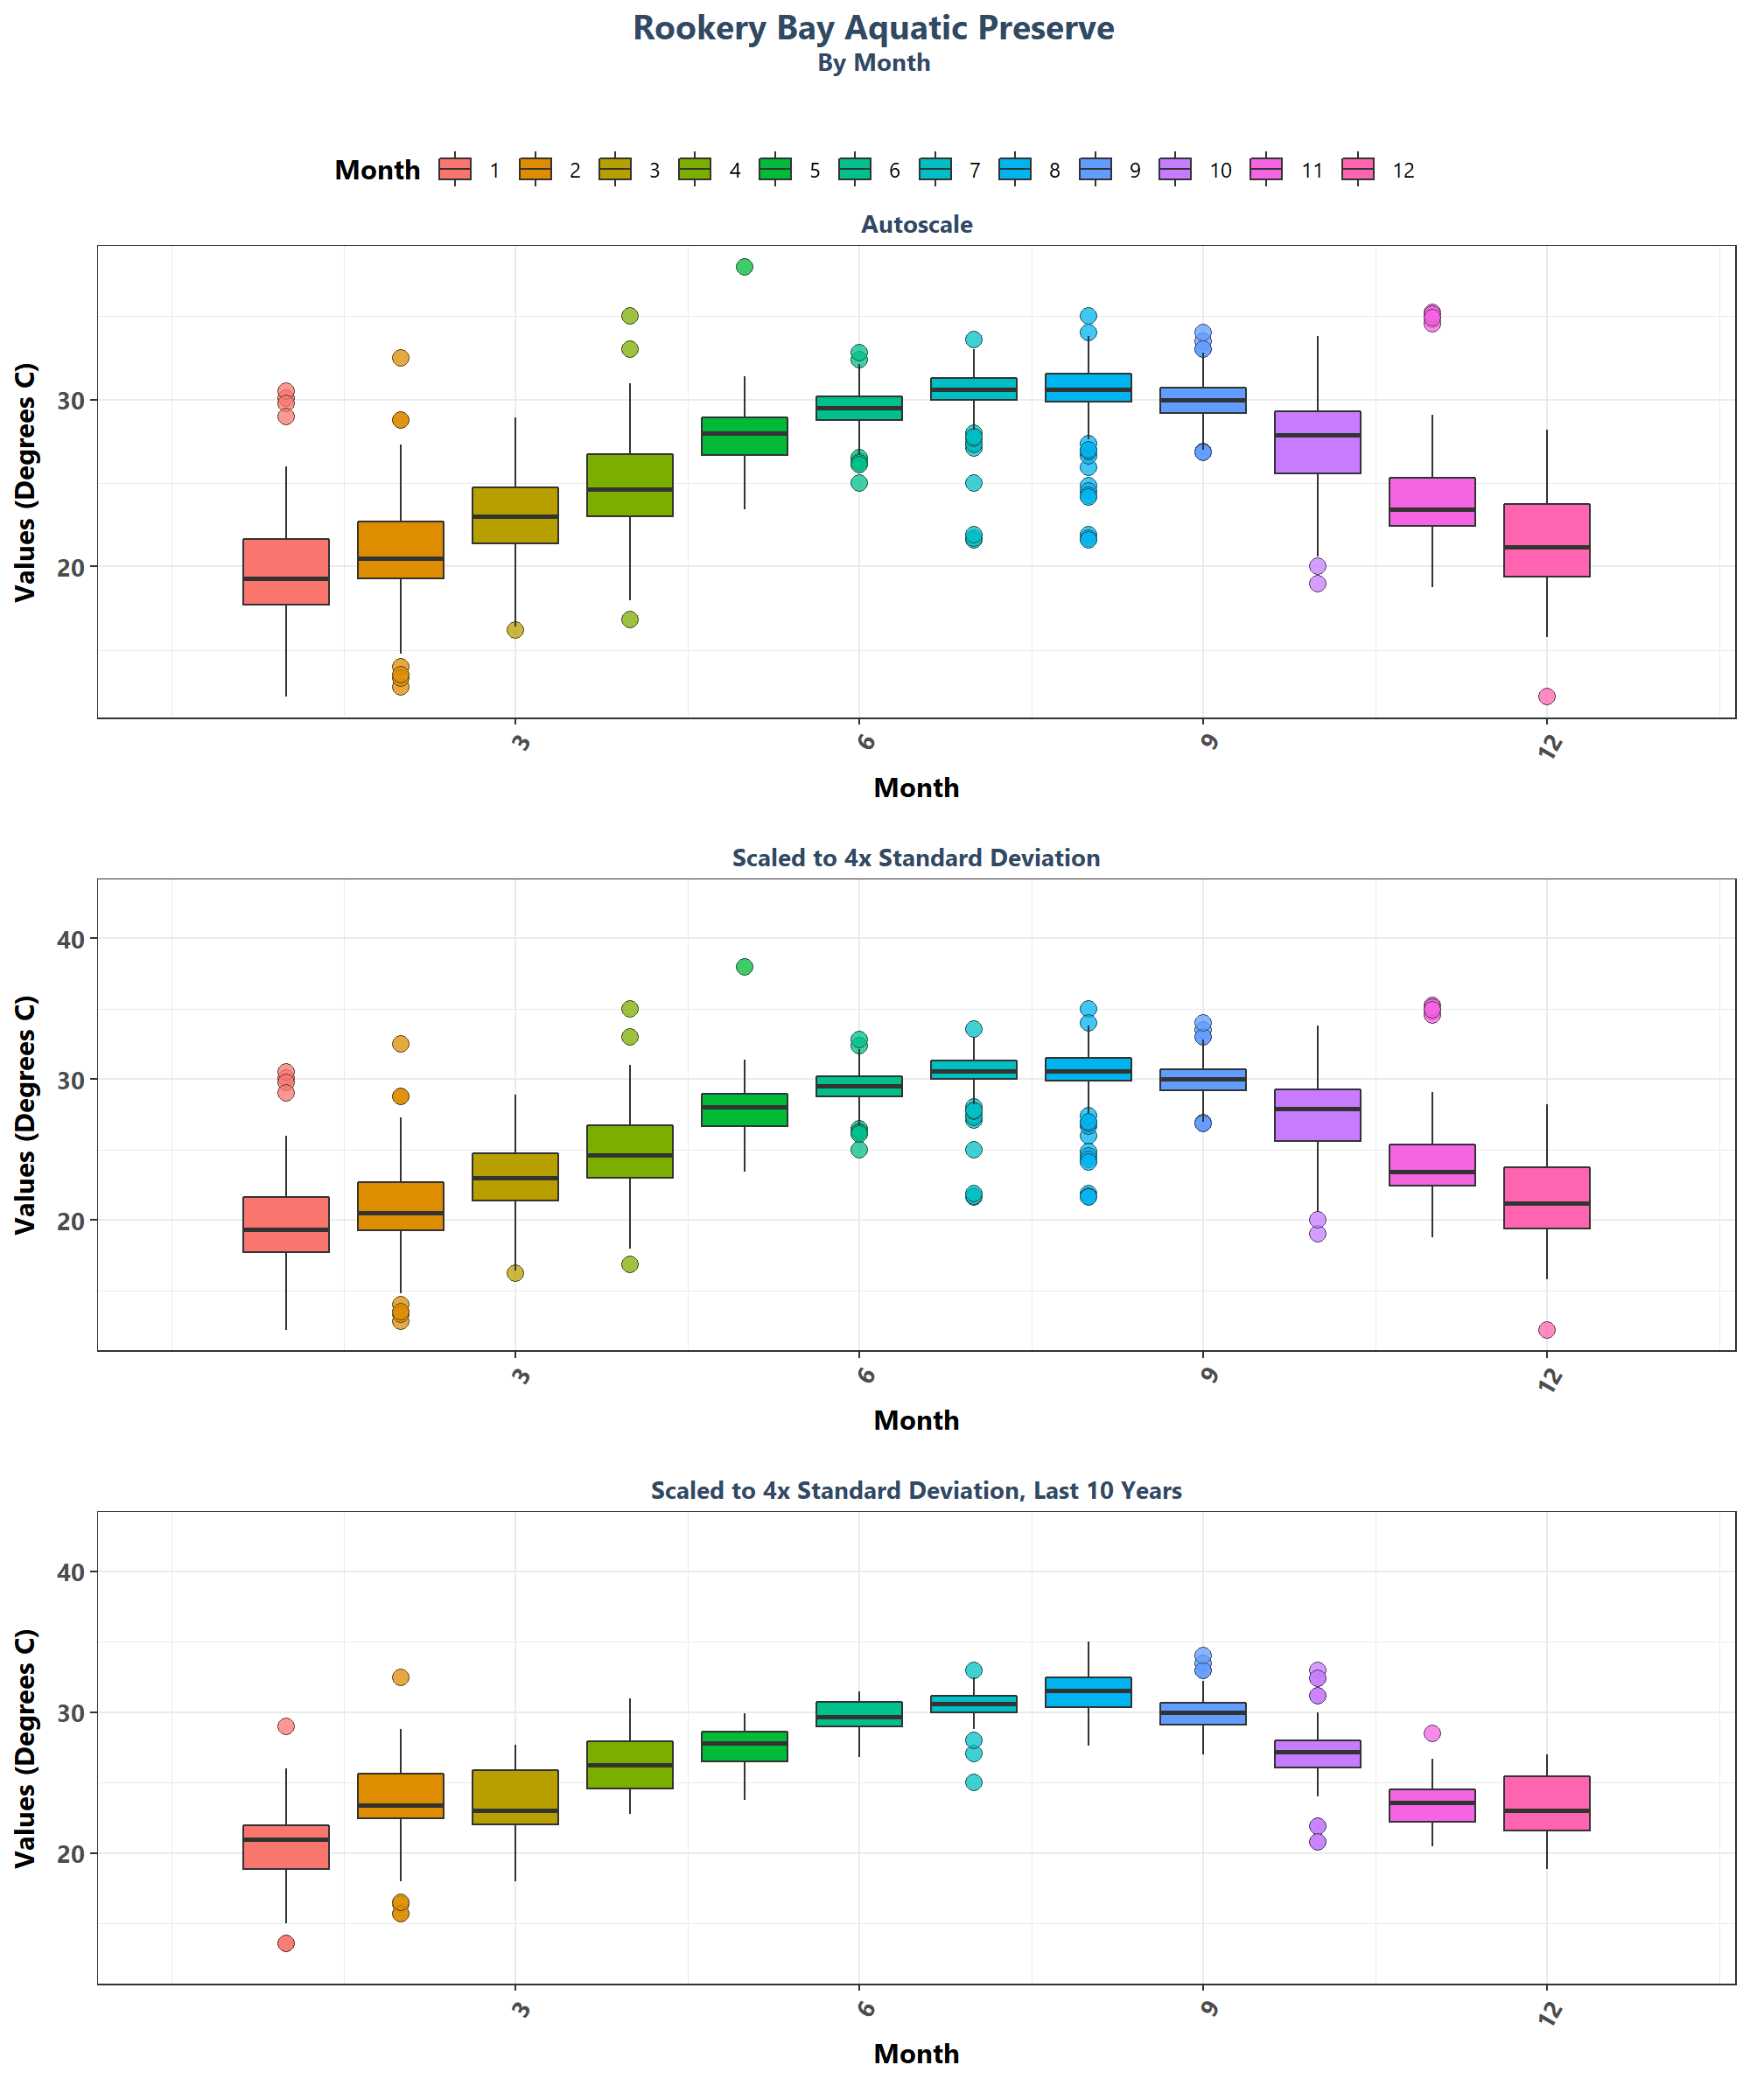 Rookery Bay Aquatic Preserve
By Month
Month 1 2 3 4 5 6 7 8 9 10 11 12
Autoscale
Values (Degrees C)
30
20
3 6 9 12
Month
Scaled to 4x Standard Deviation
Values (Degrees C)
40
30
20
3 6 9 12
Month
Scaled to 4x Standard Deviation, Last 10 Years
Values (Degrees C)
40
30
20
3 6 9 12
Month